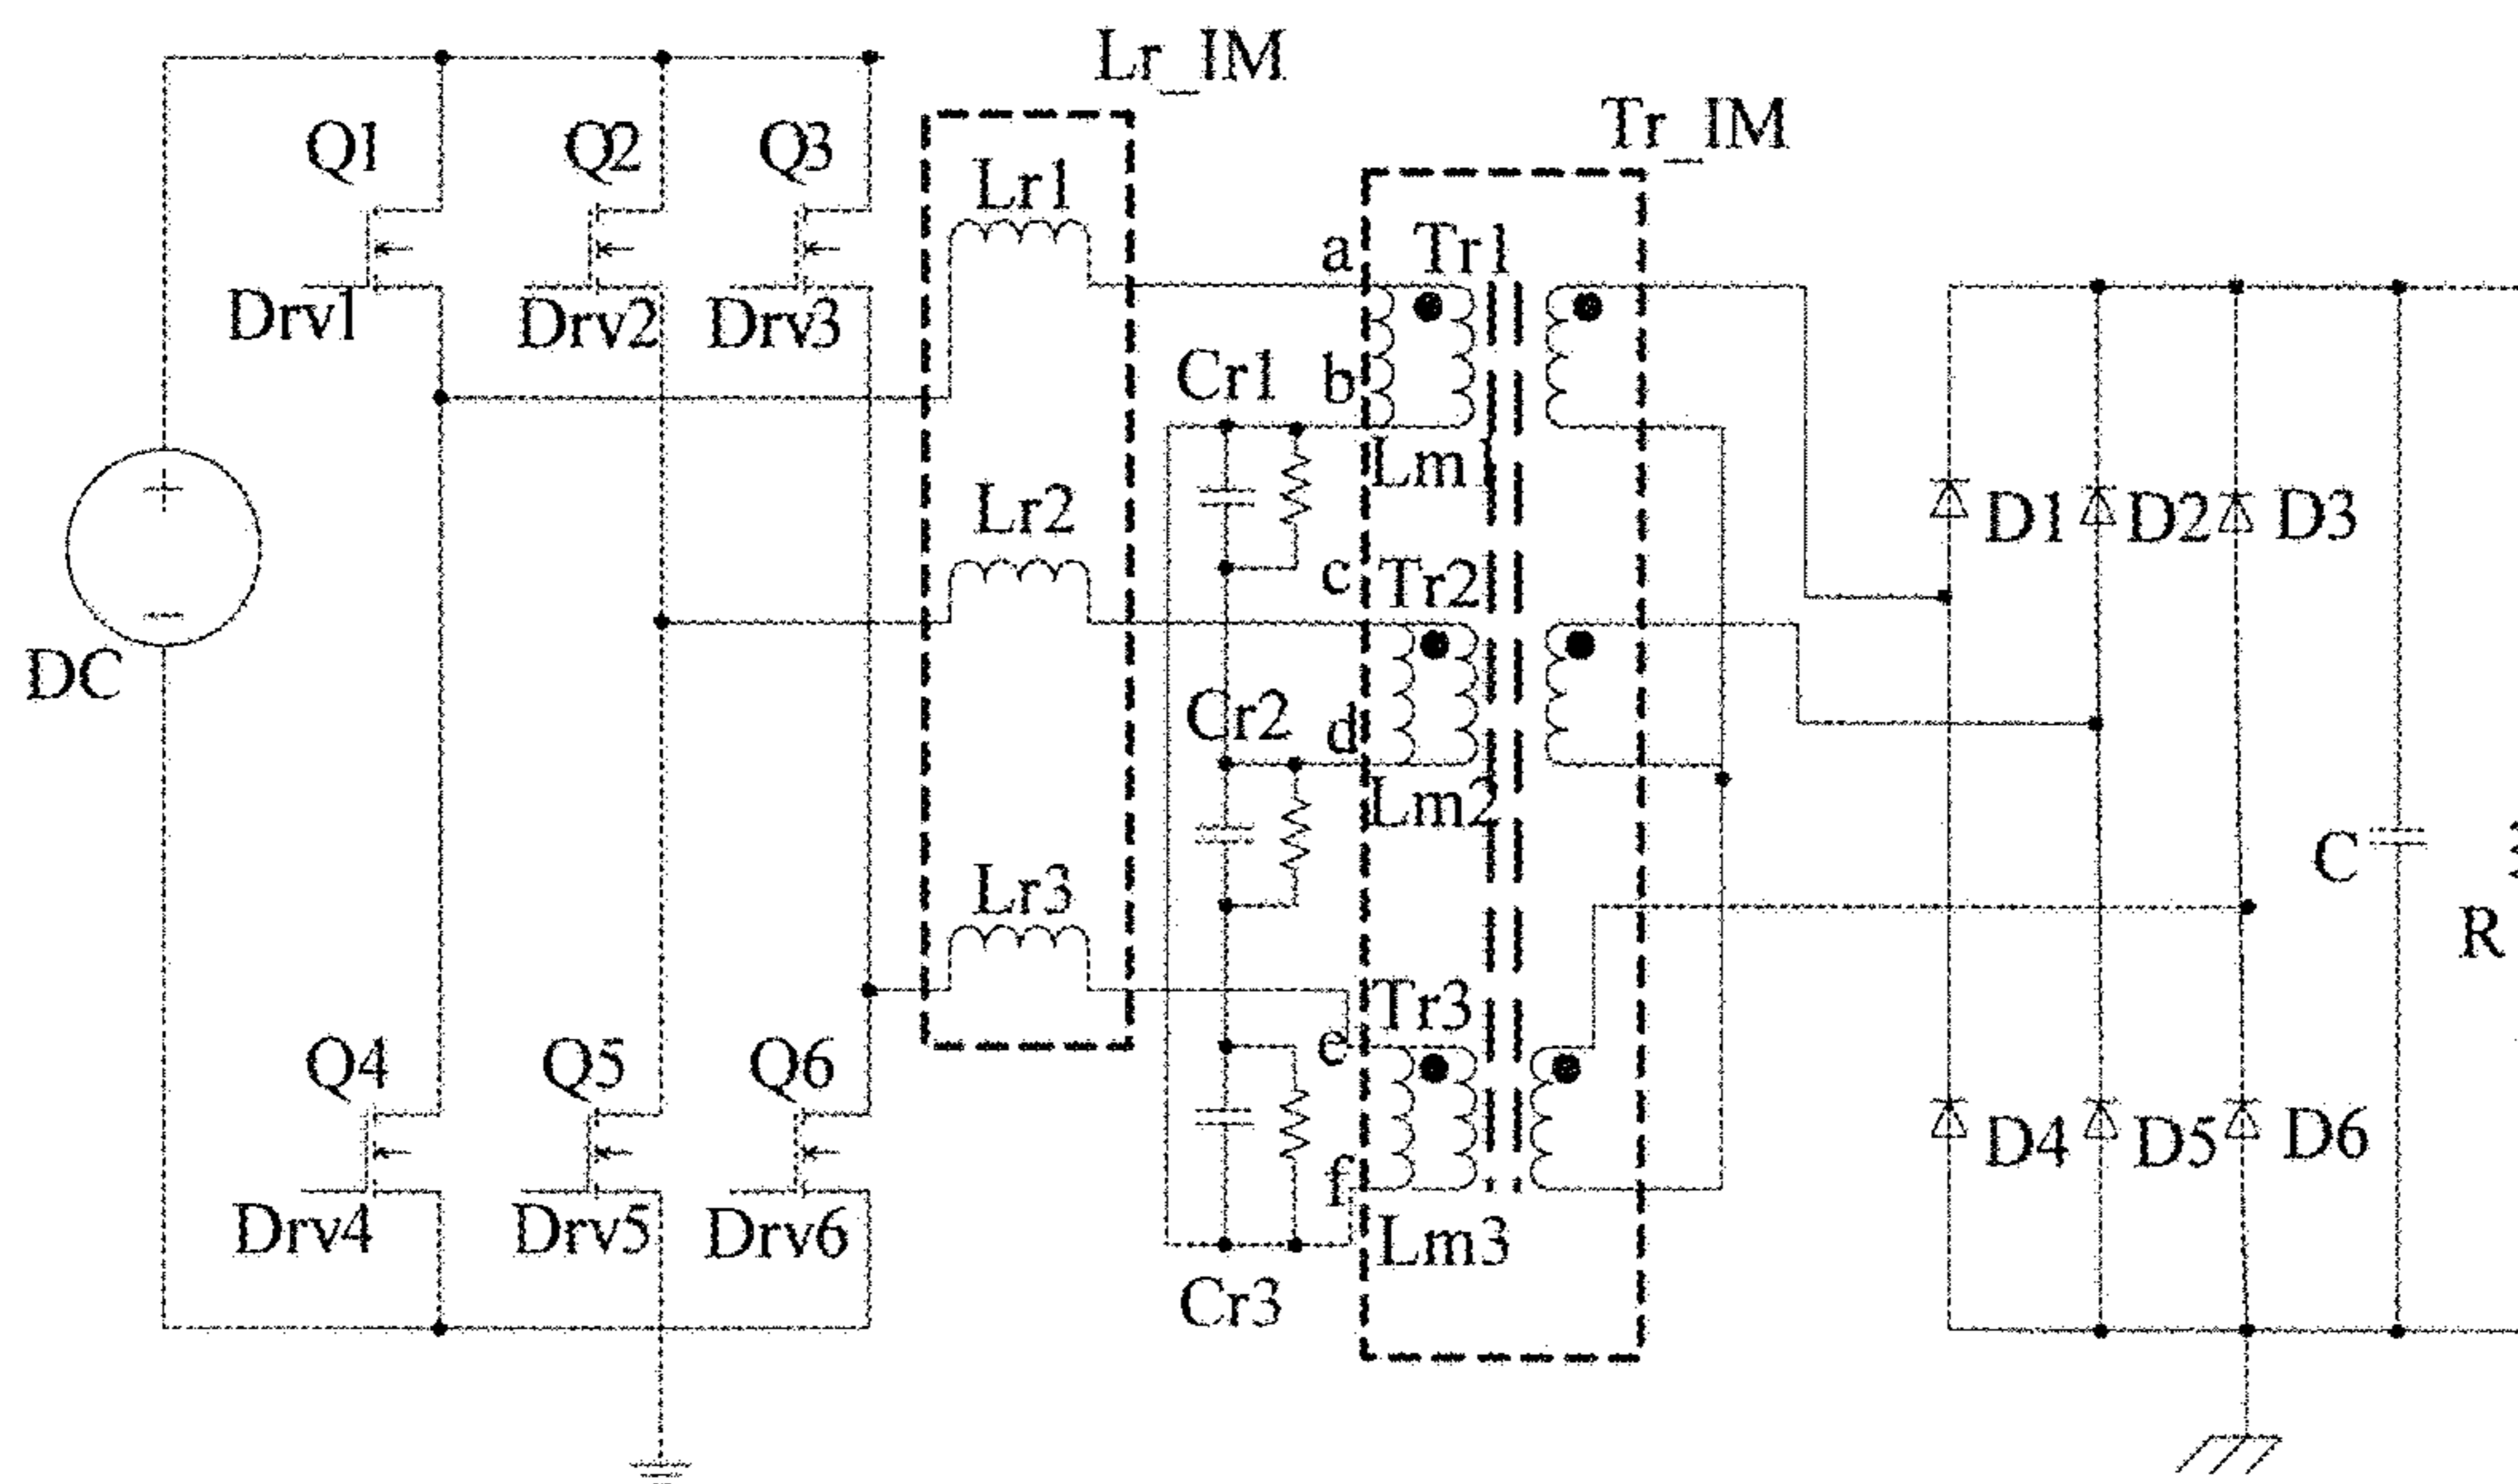 Lr_IM
Tr_IM
Q1
Q2
Q3
Lr1
a
Tr1
Drv1
Drv2
Drv3
Cr1
b
Lm1
Lr2
D1
D2
D3
c
Tr2
DC
Cr2
d
Lm2
C
Lr3
R
Tr3
e
Q4
Q5
Q6
D4
D5
D6
f
Drv4
Drv5
Drv6
Lm3
Cr3